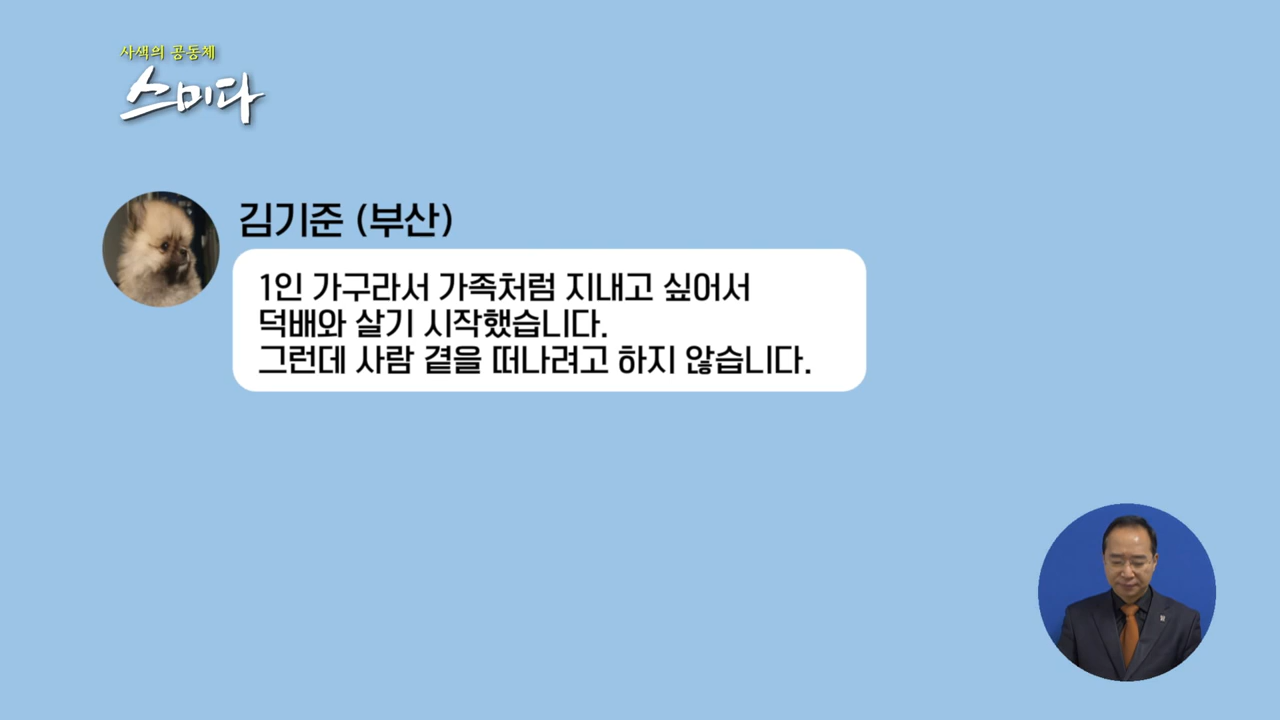 사색의 공동체
스미다
김기준 (부산)
1인 가구라서 가족처럼 지내고 싶어서
덕배와 살기 시작했습니다.
그런데 사람 곁을 떠나려고 하지 않습니다.